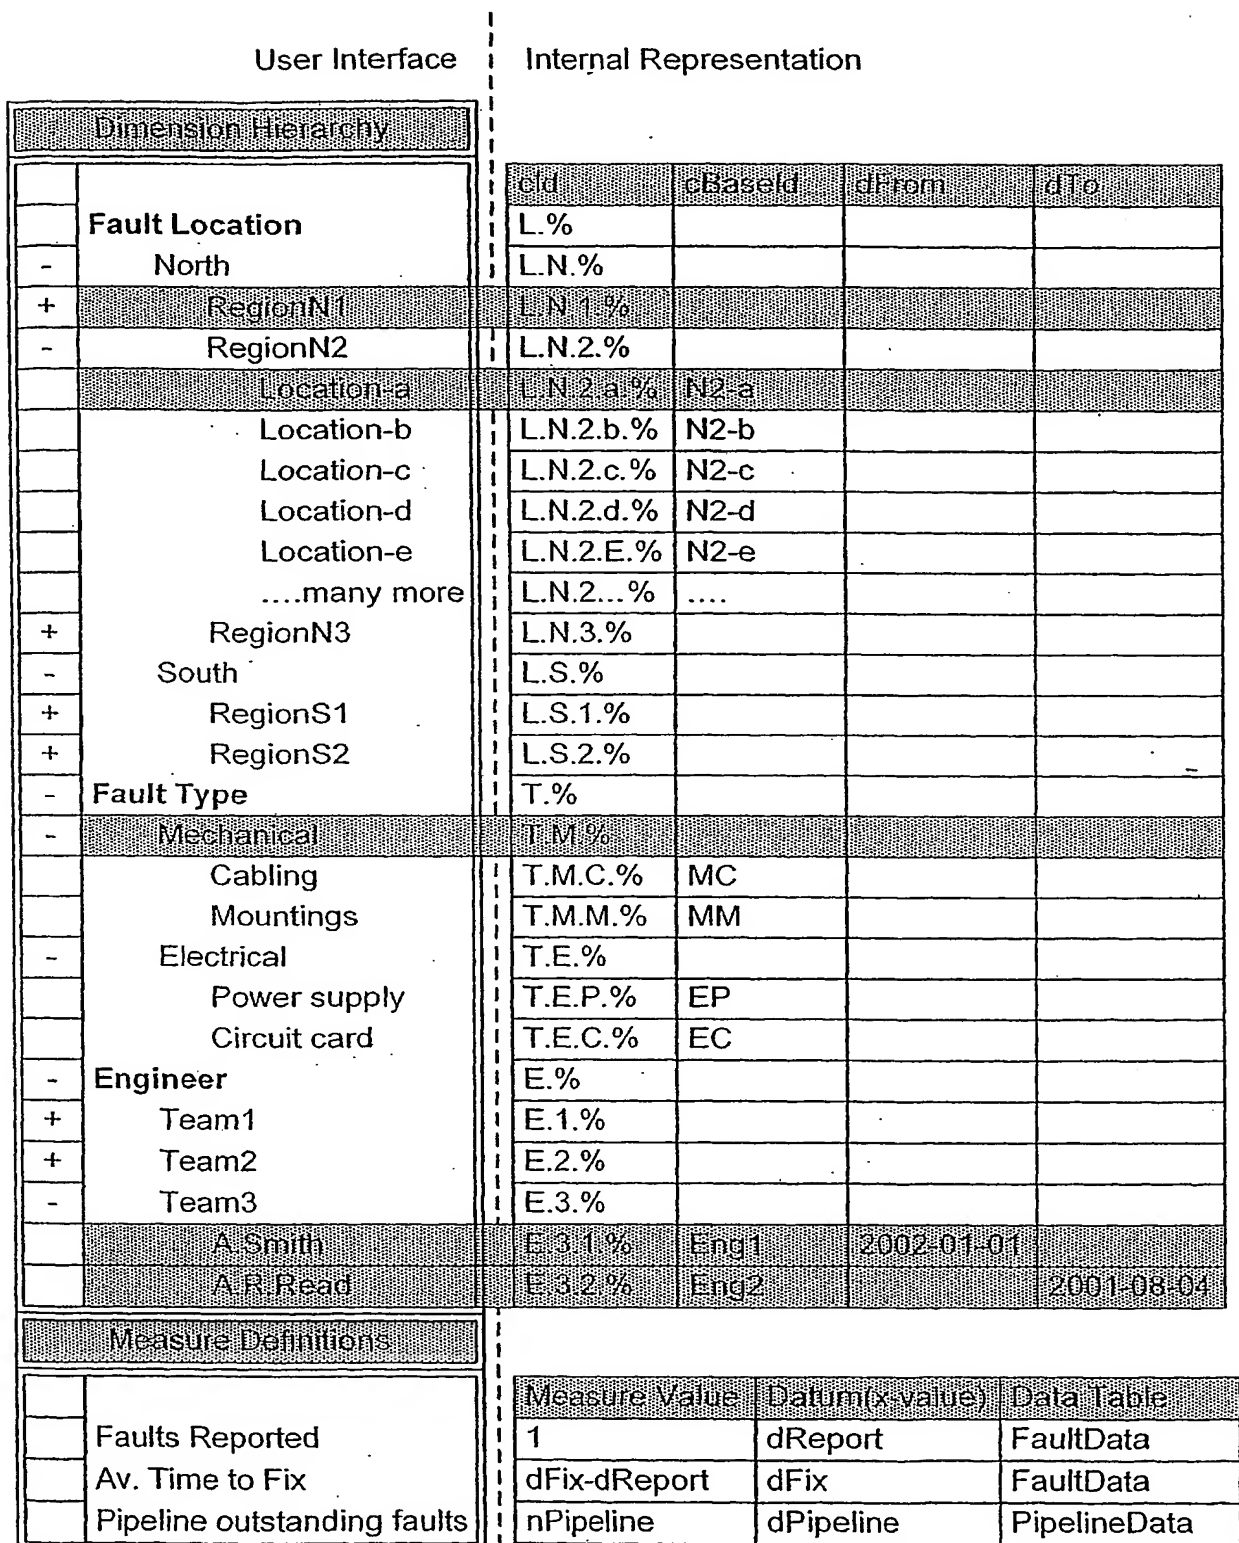 User Interface Internal Representation
Dimension Hierarchy
cId cBaseId dFrom dTo
Fault Location L.%
- North L.N.%
+ RegionN1 L.N.1.%
- RegionN2 L.N.2.%
Location-a L.N.2.a.% N2-a
Location-b L.N.2.b.% N2-b
Location-c L.N.2.c.% N2-c
Location-d L.N.2.d.% N2-d
Location-e L.N.2.E.% N2-e
....many more L.N.2...% ....
+ RegionN3 L.N.3.%
- South L.S.%
+ RegionS1 L.S.1.%
+ RegionS2 L.S.2.%
- Fault Type T.%
- Mechanical T.M.%
Cabling T.M.C.% MC
Mountings T.M.M.% MM
- Electrical T.E.%
Power supply T.E.P.% EP
Circuit card T.E.C.% EC
- Engineer E.%
+ Team1 E.1.%
+ Team2 E.2.%
- Team3 E.3.%
A.Smith E.3.1.% Eng1 2002-01-01
A.R.Read E.3.2.% Eng2 2001-08-04
Measure Definitions
Measure Value Datum(x-value) Data Table
Faults Reported 1 dReport FaultData
Av. Time to Fix dFix-dReport dFix FaultData
Pipeline outstanding faults nPipeline dPipeline PipelineData